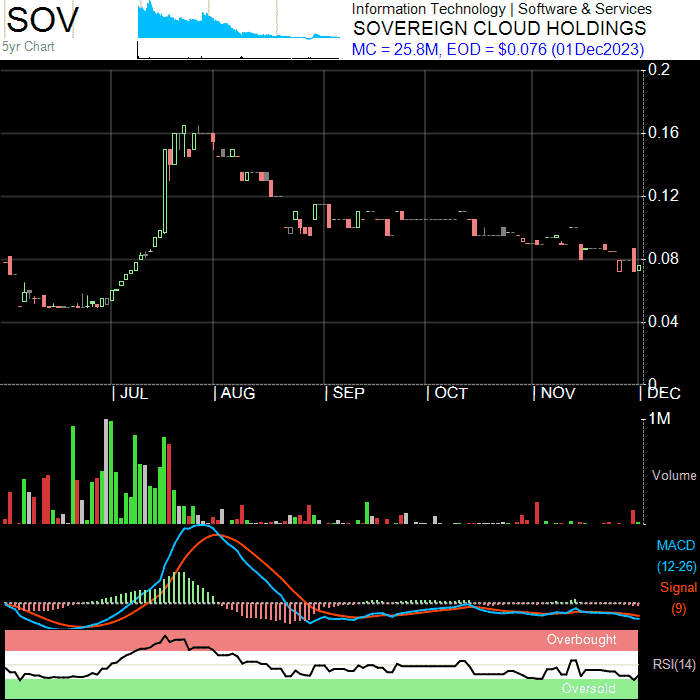 SOV
5yr Chart
Information Technology | Software & Services
SOVEREIGN CLOUD HOLDINGS
MC = 25.8M, EOD = $0.076 (01Dec2023)
0.2
0.16
0.12
0.08
0.04
0
| JUL | AUG | SEP | OCT | NOV | DEC
1M
Volume
MACD
(12-26)
Signal
(9)
Overbought
RSI(14)
Oversold